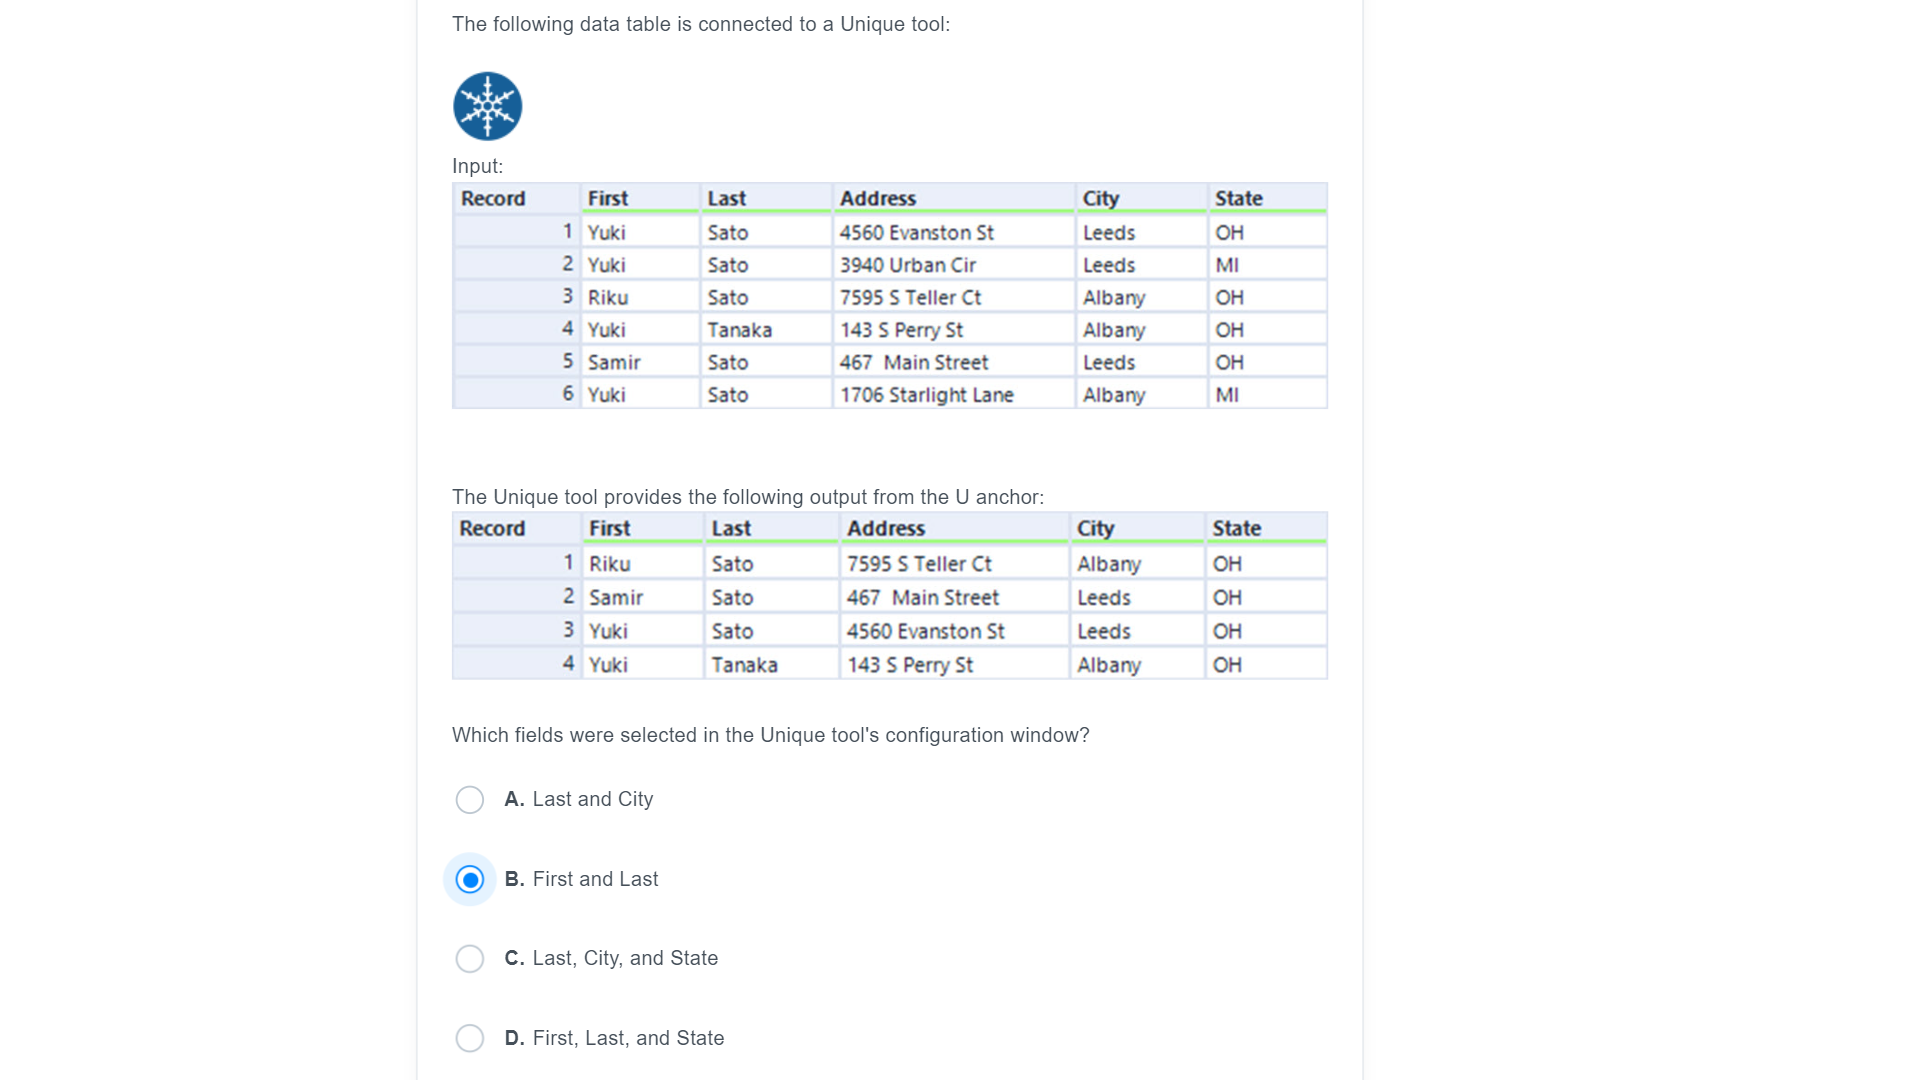 The following data table is connected to a Unique tool:
Input:
Record First Last Address City State
1 Yuki Sato 4560 Evanston St Leeds OH
2 Yuki Sato 3940 Urban Cir Leeds MI
3 Riku Sato 7595 S Teller Ct Albany OH
4 Yuki Tanaka 143 S Perry St Albany OH
5 Samir Sato 467  Main Street Leeds OH
6 Yuki Sato 1706 Starlight Lane Albany MI
The Unique tool provides the following output from the U anchor:
Record First Last Address City State
1 Riku Sato 7595 S Teller Ct Albany OH
2 Samir Sato 467  Main Street Leeds OH
3 Yuki Sato 4560 Evanston St Leeds OH
4 Yuki Tanaka 143 S Perry St Albany OH
Which fields were selected in the Unique tool's configuration window?
A. Last and City
B. First and Last
C. Last, City, and State
D. First, Last, and State